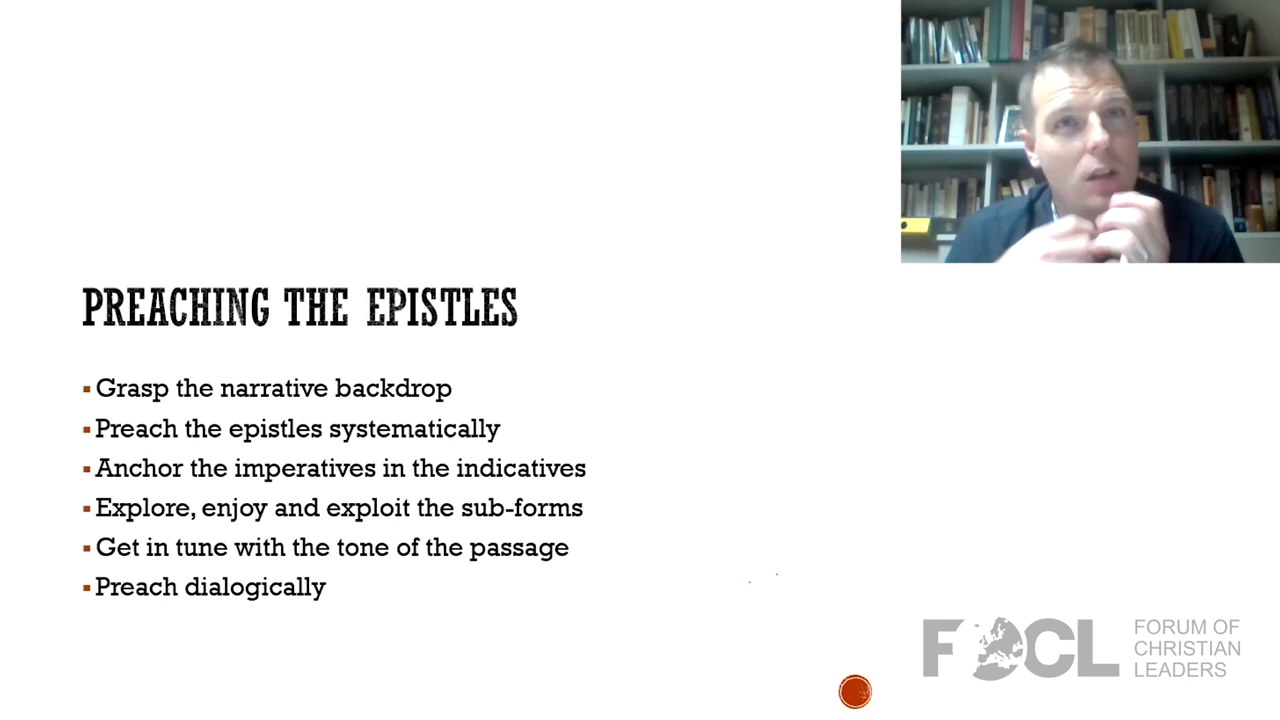 PREACHING THE EPISTLES
Grasp the narrative backdrop
Preach the epistles systematically
Anchor the imperatives in the indicatives
Explore, enjoy and exploit the sub-forms
Get in tune with the tone of the passage
Preach dialogically
FOCL
FORUM OF
CHRISTIAN
LEADERS